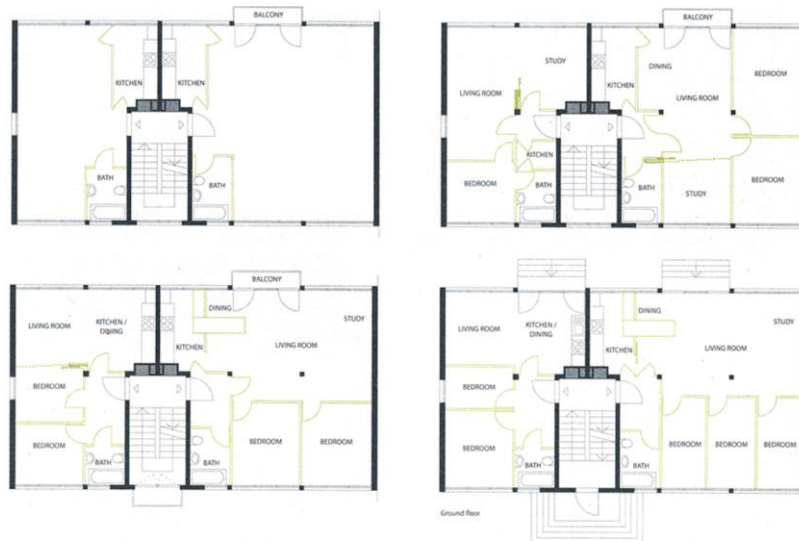 BALCONY
KITCHEN
KITCHEN
BATH
BATH
BALCONY
STUDY
DINING
LIVING ROOM
KITCHEN
LIVING ROOM
BEDROOM
KITCHEN
BEDROOM
BATH
BATH
STUDY
BEDROOM
BALCONY
DINING
LIVING ROOM
KITCHEN /
DINING
STUDY
KITCHEN
LIVING ROOM
BEDROOM
BEDROOM
BEDROOM
BEDROOM
BATH
BATH
DINING
LIVING ROOM
KITCHEN /
DINING
STUDY
KITCHEN
LIVING ROOM
BEDROOM
BEDROOM
BEDROOM
BEDROOM
BEDROOM
BATH
BATH
Ground floor